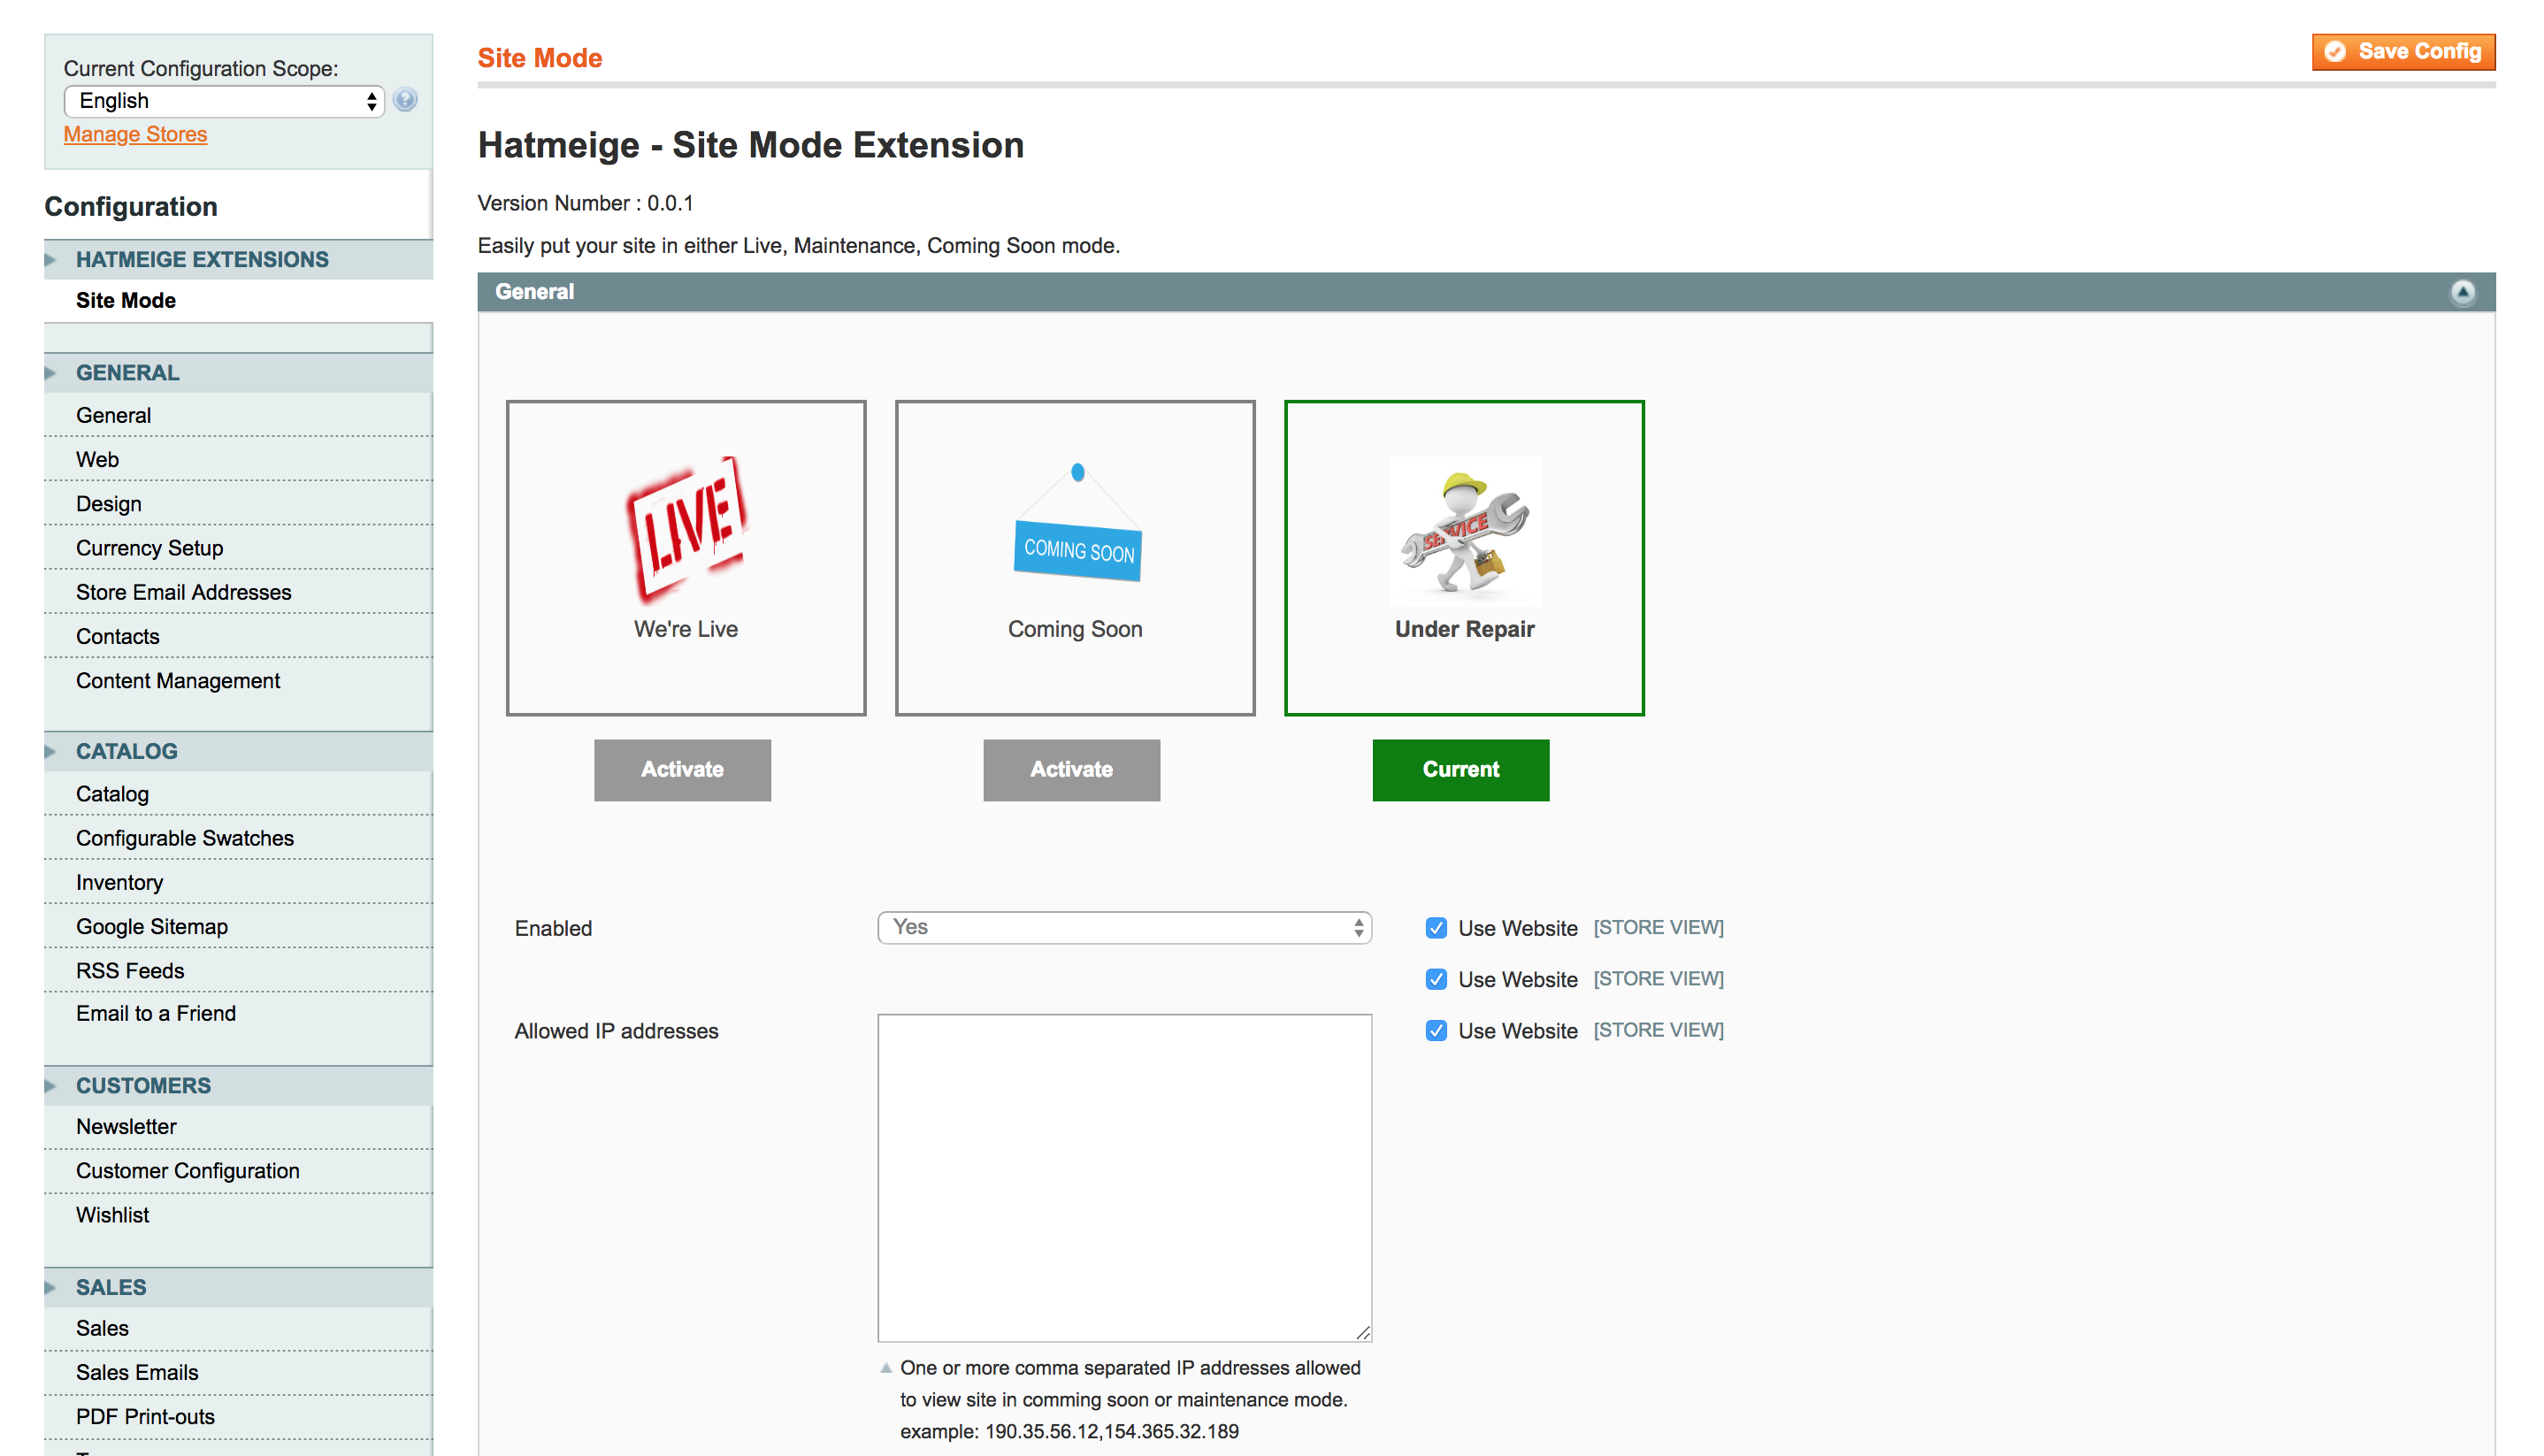 Current Configuration Scope:
English
Manage Stores
Configuration
HATMEIGE EXTENSIONS
Site Mode
GENERAL
General
Web
Design
Currency Setup
Store Email Addresses
Contacts
Content Management
CATALOG
Catalog
Configurable Swatches
Inventory
Google Sitemap
RSS Feeds
Email to a Friend
CUSTOMERS
Newsletter
Customer Configuration
Wishlist
SALES
Sales
Sales Emails
PDF Print-outs
Site Mode
Save Config
Hatmeige - Site Mode Extension
Version Number : 0.0.1
Easily put your site in either Live, Maintenance, Coming Soon mode.
General
LIVE
We're Live
Activate
COMING SOON
Coming Soon
Activate
SERVICE
Under Repair
Current
Enabled
Yes
Use Website [STORE VIEW]
Use Website [STORE VIEW]
Allowed IP addresses
Use Website [STORE VIEW]
One or more comma separated IP addresses allowed
to view site in comming soon or maintenance mode.
example: 190.35.56.12,154.365.32.189